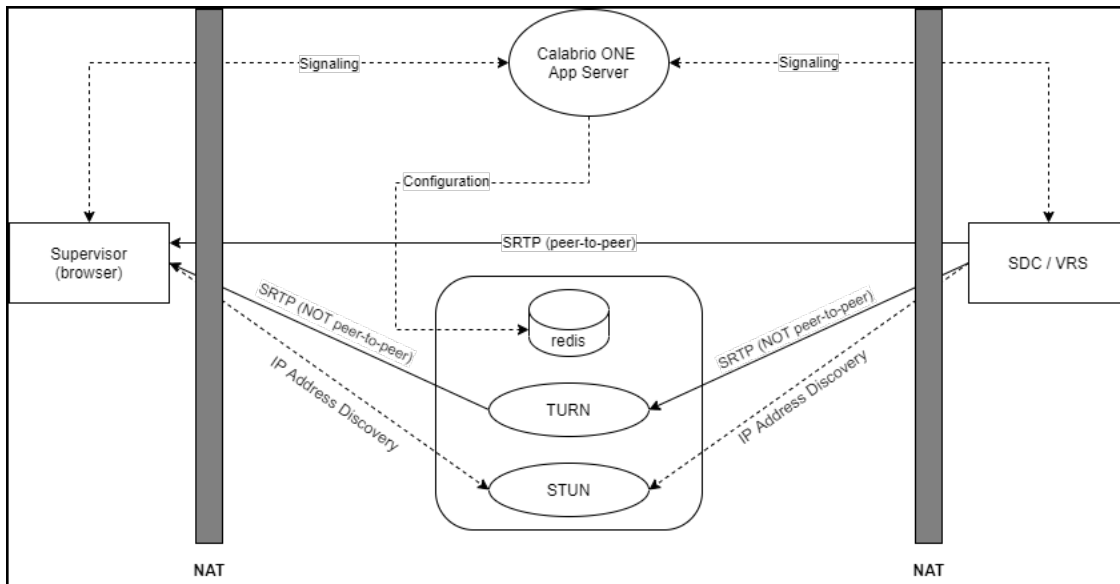 Calabrio ONE
App Server
Signaling
Signaling
Configuration
SRTP (peer-to-peer)
Supervisor
(browser)
SDC / VRS
SRTP (NOT peer-to-peer)
SRTP (NOT peer-to-peer)
redis
IP Address Discovery
IP Address Discovery
TURN
STUN
NAT
NAT